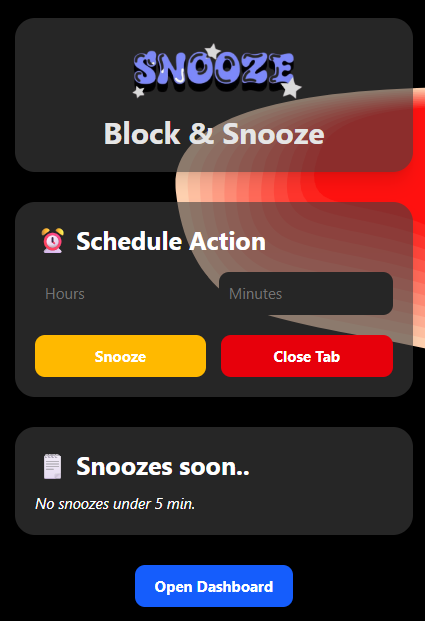 SNOOZE
Block & Snooze
Schedule Action
Hours
Minutes
Snooze
Close Tab
Snoozes soon..
No snoozes under 5 min.
Open Dashboard